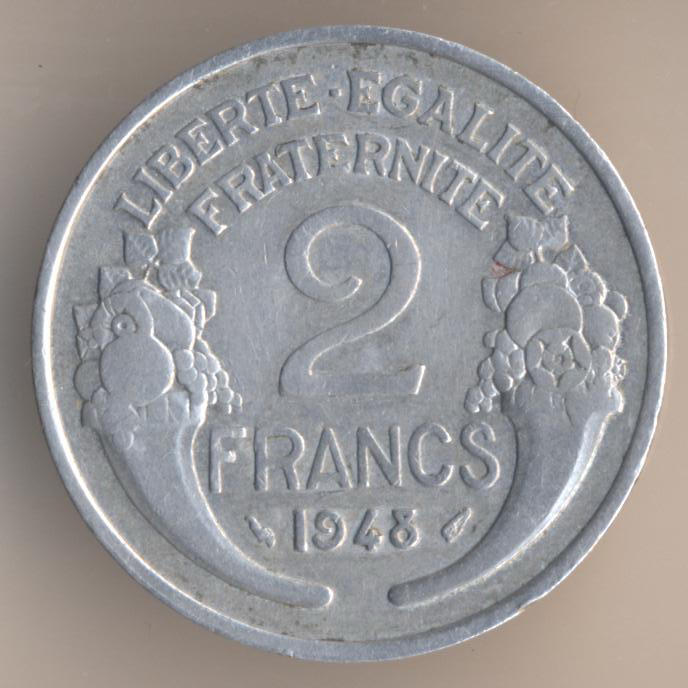 LIBERTE·EGALITE
FRATERNITE
2
FRANCS
1948